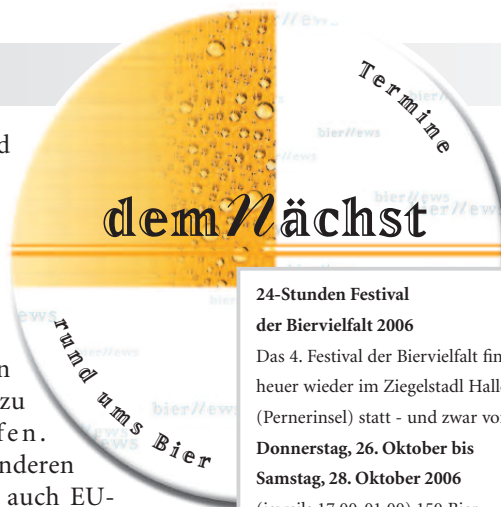 Termine
demNächst
rund ums Bier
bier//ews
24-Stunden Festival
der Biervielfalt 2006
Das 4. Festival der Biervielfalt fin
heuer wieder im Ziegelstadl Hall
(Pernerinsel) statt - und zwar vo
Donnerstag, 26. Oktober bis
Samstag, 28. Oktober 2006
d
n
zu
fen.
nderen
auch EU-